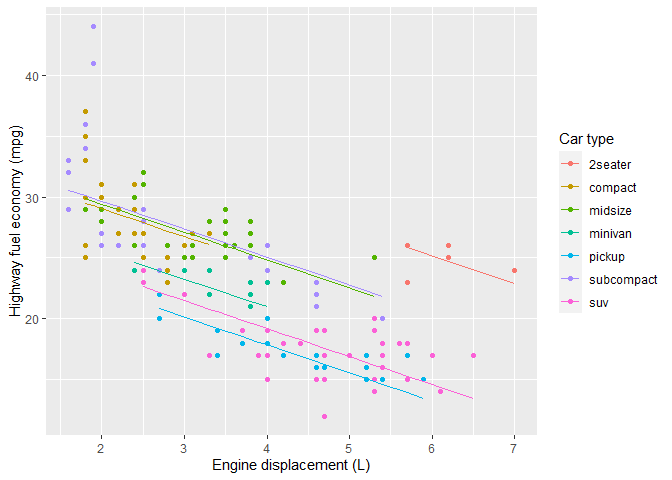 Highway fuel economy (mpg)
40
30
20
2
3
4
5
6
7
Engine displacement (L)
Car type
2seater
compact
midsize
minivan
pickup
subcompact
suv